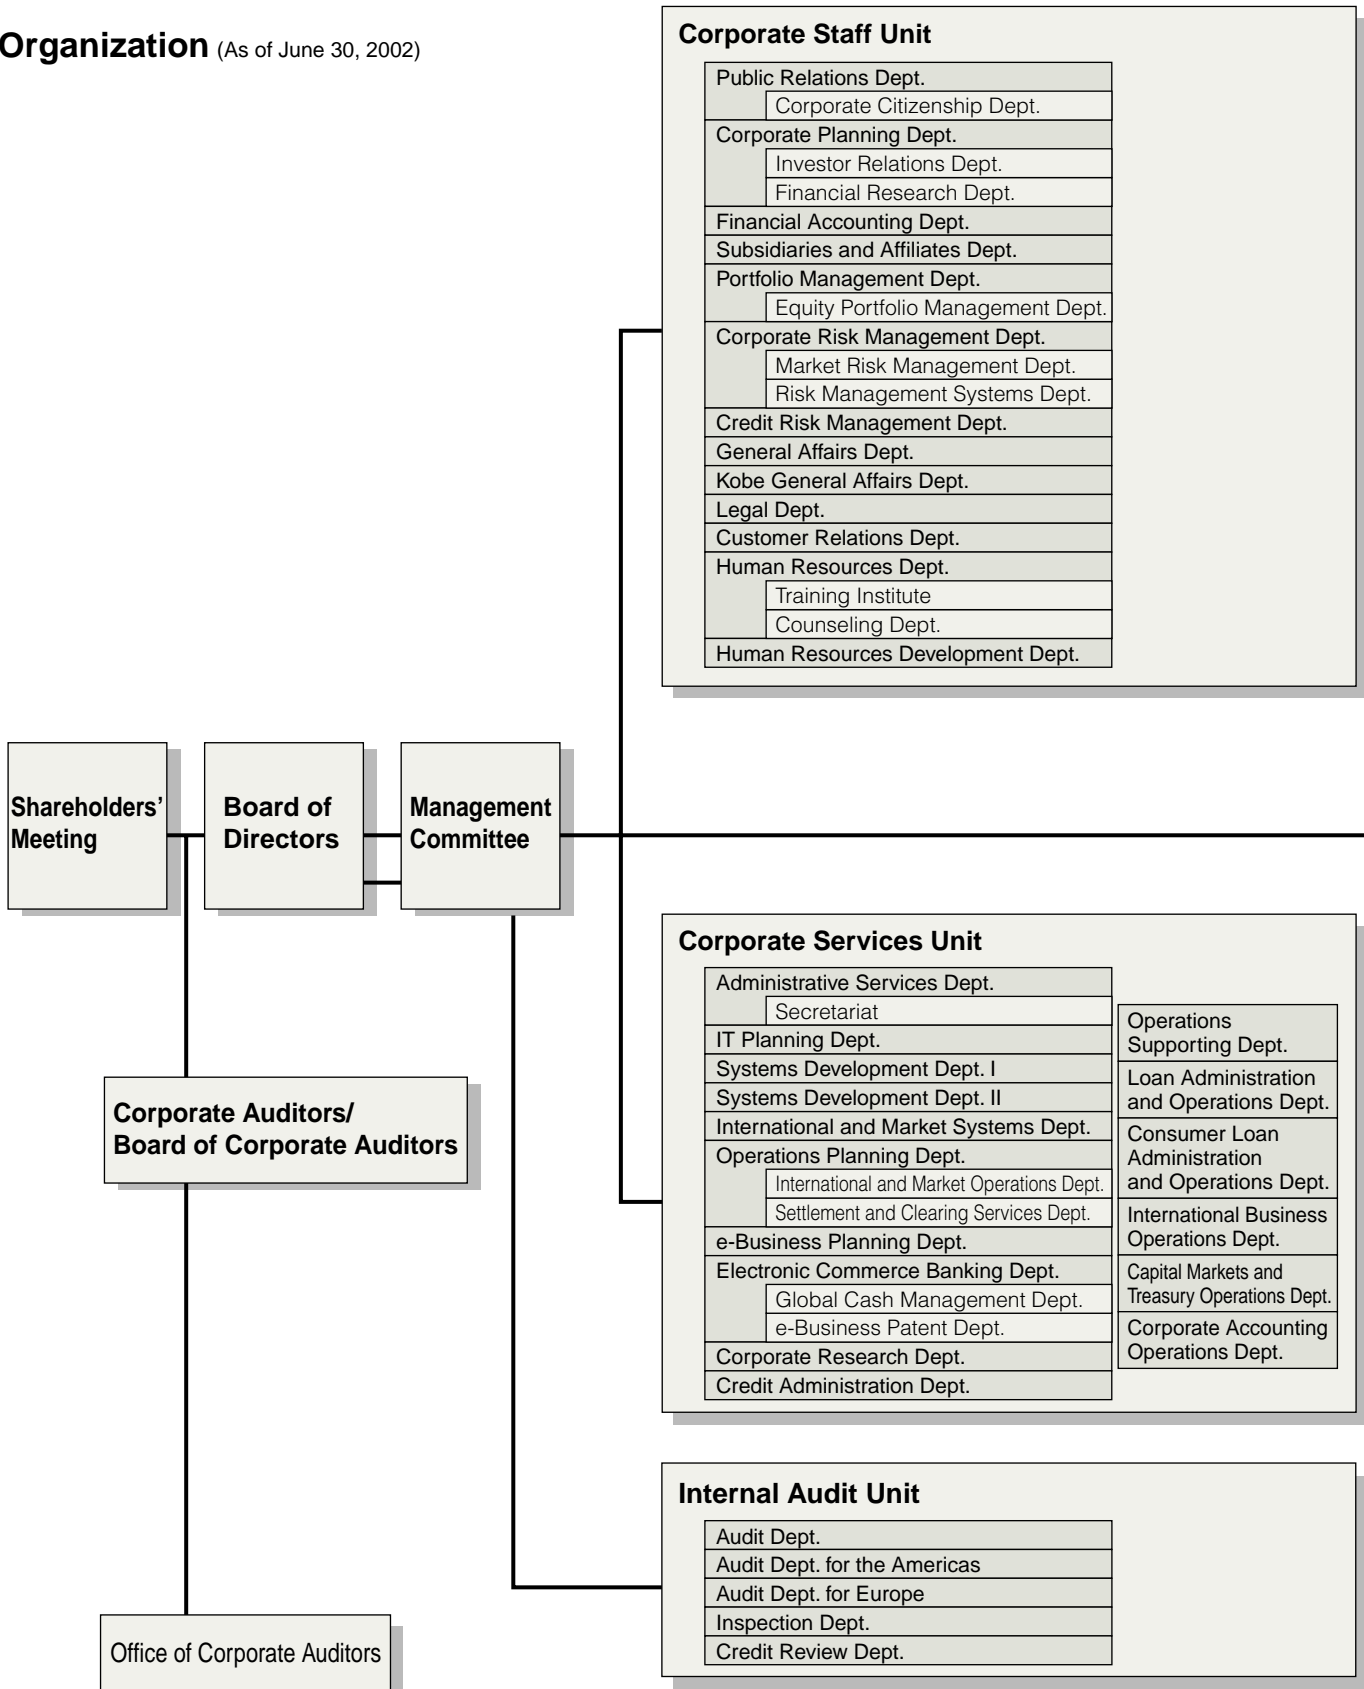 Organization (As of June 30, 2002)
Corporate Staff Unit
Public Relations Dept.
Corporate Citizenship Dept.
Corporate Planning Dept.
Investor Relations Dept.
Financial Research Dept.
Financial Accounting Dept.
Subsidiaries and Affiliates Dept.
Portfolio Management Dept.
Equity Portfolio Management Dept.
Corporate Risk Management Dept.
Market Risk Management Dept.
Risk Management Systems Dept.
Credit Risk Management Dept.
General Affairs Dept.
Kobe General Affairs Dept.
Legal Dept.
Customer Relations Dept.
Human Resources Dept.
Training Institute
Counseling Dept.
Human Resources Development Dept.
Shareholders’
Meeting
Board of
Directors
Management
Committee
Corporate Auditors/
Board of Corporate Auditors
Office of Corporate Auditors
Corporate Services Unit
Administrative Services Dept.
Secretariat
IT Planning Dept.
Systems Development Dept. I
Systems Development Dept. II
International and Market Systems Dept.
Operations Planning Dept.
International and Market Operations Dept.
Settlement and Clearing Services Dept.
e-Business Planning Dept.
Electronic Commerce Banking Dept.
Global Cash Management Dept.
e-Business Patent Dept.
Corporate Research Dept.
Credit Administration Dept.
Operations
Supporting Dept.
Loan Administration
and Operations Dept.
Consumer Loan
Administration
and Operations Dept.
International Business
Operations Dept.
Capital Markets and
Treasury Operations Dept.
Corporate Accounting
Operations Dept.
Internal Audit Unit
Audit Dept.
Audit Dept. for the Americas
Audit Dept. for Europe
Inspection Dept.
Credit Review Dept.